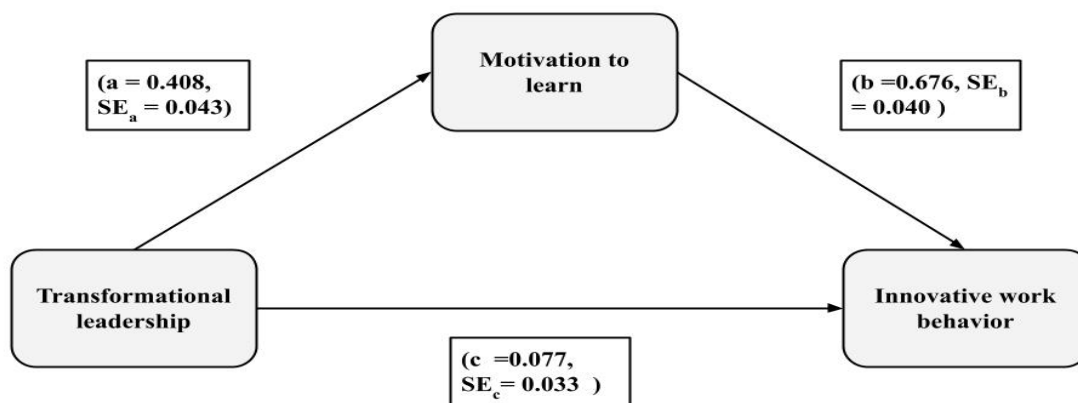 Motivation to
learn
(a = 0.408,
SEa = 0.043)
(b =0.676, SEb
= 0.040 )
Transformational
leadership
Innovative work
behavior
(c  =0.077,
SEc= 0.033  )